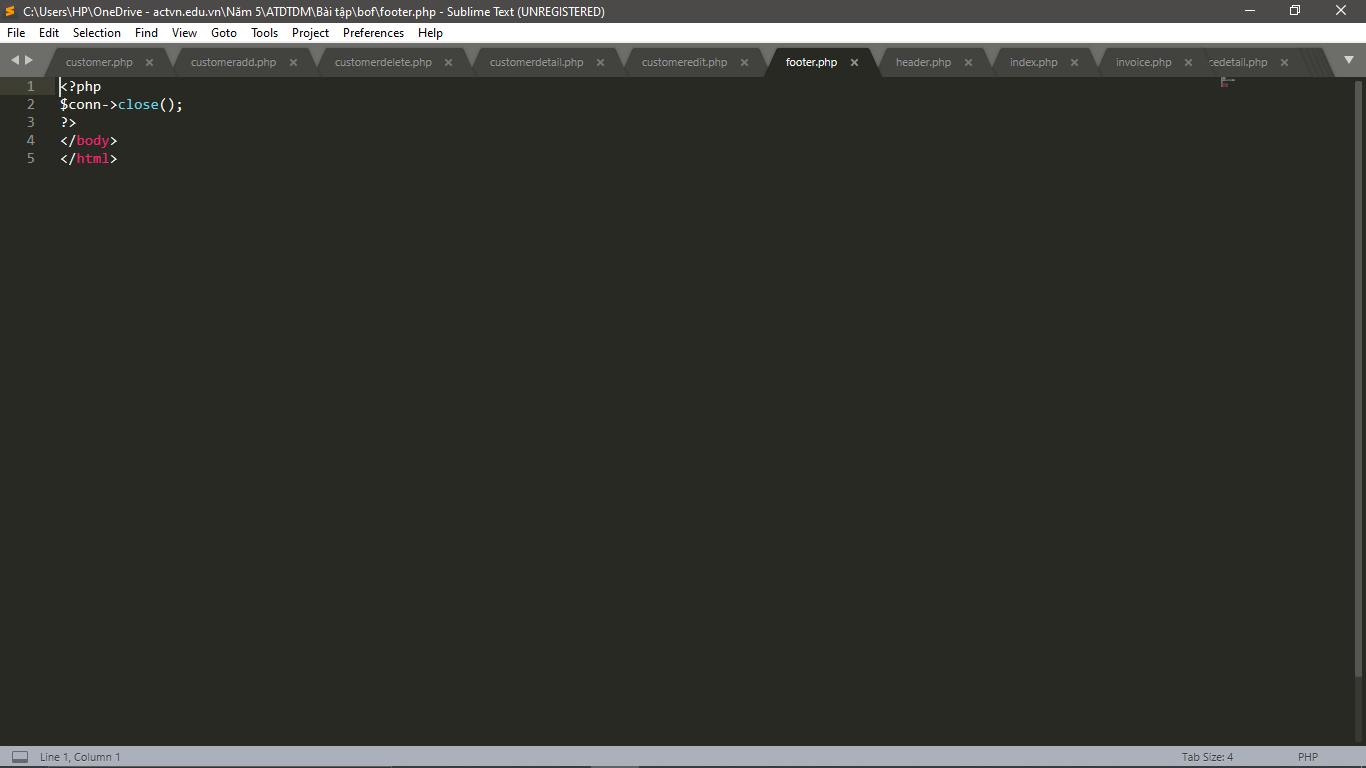 C:\Users\HP\OneDrive - actvn.edu.vn\Năm 5\ATDTDM\Bài tập\bof\footer.php - Sublime Text (UNREGISTERED)
File Edit Selection Find View Goto Tools Project Preferences Help
customer.php customeradd.php customerdelete.php customerdetail.php customeredit.php footer.php header.php index.php invoice.php cedetail.php
1 <?php
2 $conn->close();
3 ?>
4 </body>
5 </html>
Line 1, Column 1 Tab Size: 4 PHP